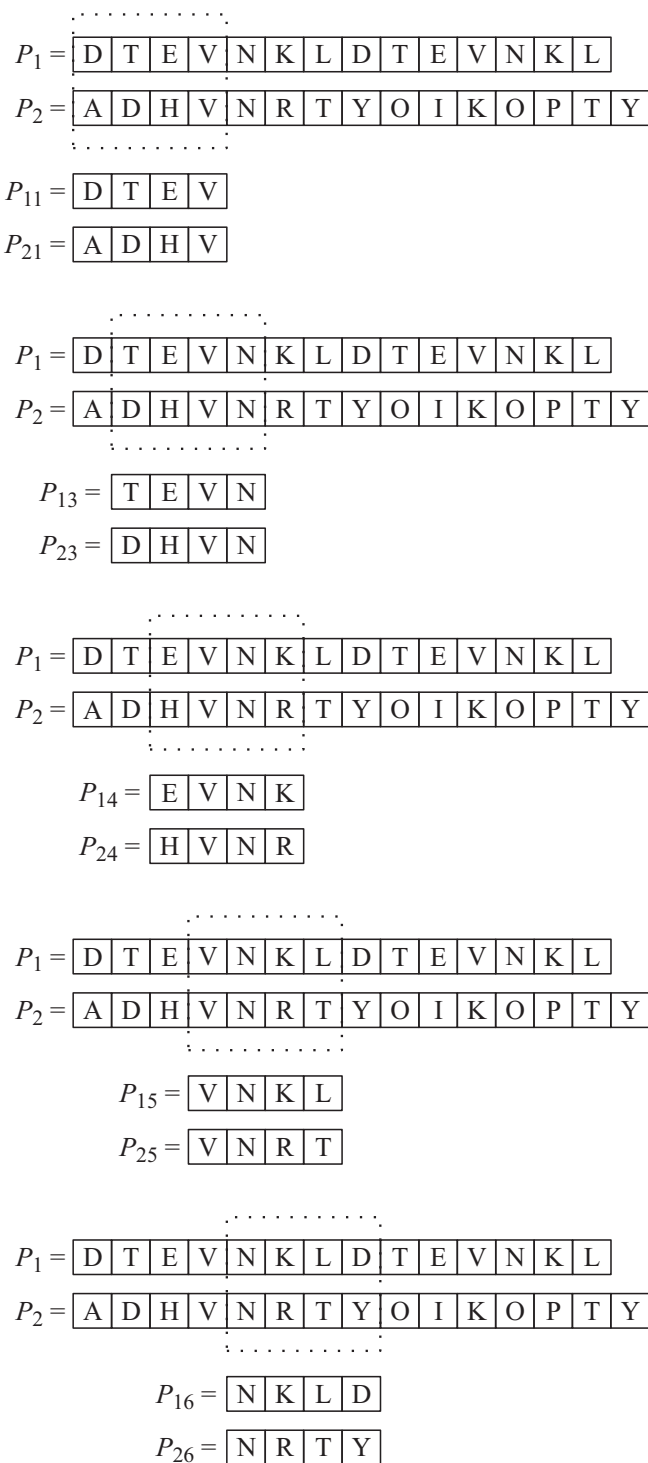 P1 = D T E V N K L D T E V N K L
P2 = A D H V N R T Y O I K O P T Y
P11 = D T E V
P21 = A D H V
P1 = D T E V N K L D T E V N K L
P2 = A D H V N R T Y O I K O P T Y
P13 = T E V N
P23 = D H V N
P1 = D T E V N K L D T E V N K L
P2 = A D H V N R T Y O I K O P T Y
P14 = E V N K
P24 = H V N R
P1 = D T E V N K L D T E V N K L
P2 = A D H V N R T Y O I K O P T Y
P15 = V N K L
P25 = V N R T
P1 = D T E V N K L D T E V N K L
P2 = A D H V N R T Y O I K O P T Y
P16 = N K L D
P26 = N R T Y